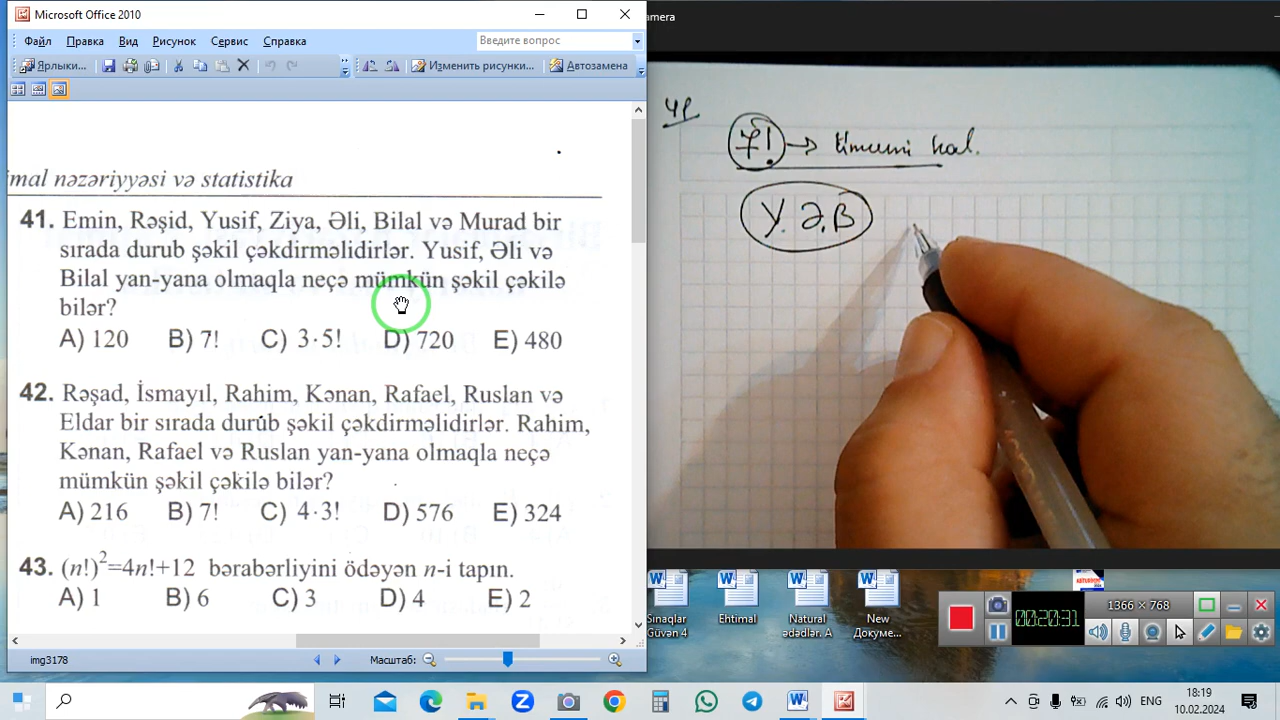 Microsoft Office 2010
Файл Правка Вид Рисунок Сервис Справка
Введите вопрос
Ярлыки...
Изменить рисунки...
Автозамена
imal nəzəriyyəsi və statistika
41. Emin, Rəşid, Yusif, Ziya, Əli, Bilal və Murad bir
sırada durub şəkil çəkdirməlidirlər. Yusif, Əli və
Bilal yan-yana olmaqla neçə mümkün şəkil çəkilə
bilər?
A) 120 B) 7! C) 3·5! D) 720 E) 480
42. Rəşad, İsmayıl, Rahim, Kənan, Rafael, Ruslan və
Eldar bir sırada durub şəkil çəkdirməlidirlər. Rahim,
Kənan, Rafael və Ruslan yan-yana olmaqla neçə
mümkün şəkil çəkilə bilər?
A) 216 B) 7! C) 4·3! D) 576 E) 324
43. (n!)²=4n!+12 bərabərliyini ödəyən n-i tapın.
A) 1 B) 6 C) 3 D) 4 E) 2
img3178
Масштаб:
amera
41
7! → ümumi hal.
Y. Ə, B
Sınaqlar
Güvən 4
Ehtimal
Natural
ədədlər. A
New
Докуме...
00:20:31
1366 × 768
ENG
18:19
10.02.2024